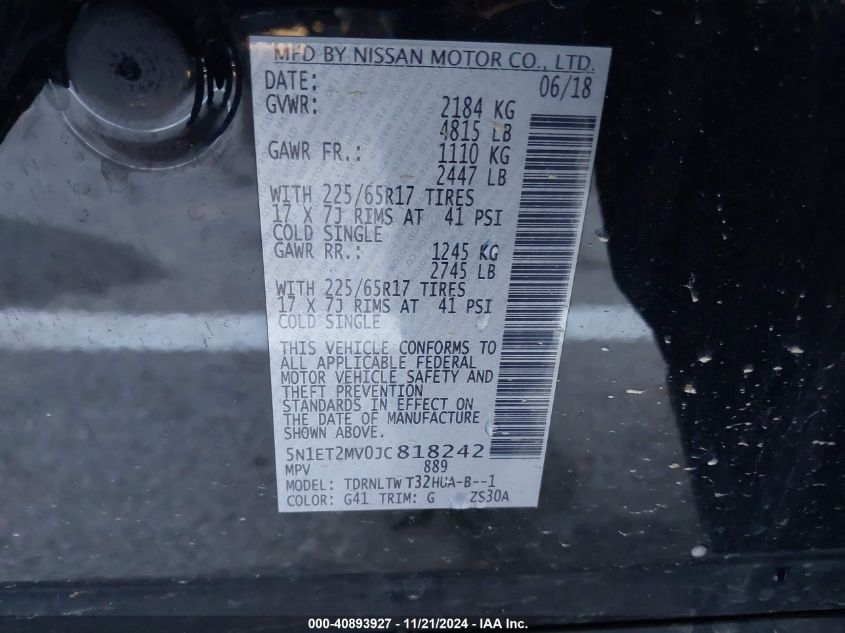 MFD BY NISSAN MOTOR CO., LTD.
DATE: 06/18
GVWR: 2184 KG
4815 LB
GAWR FR.: 1110 KG
2447 LB
WITH 225/65R17 TIRES
17 X 7J RIMS AT 41 PSI
COLD SINGLE
GAWR RR.: 1245 KG
2745 LB
WITH 225/65R17 TIRES
17 X 7J RIMS AT 41 PSI
COLD SINGLE
THIS VEHICLE CONFORMS TO
ALL APPLICABLE FEDERAL
MOTOR VEHICLE SAFETY AND
THEFT PREVENTION
STANDARDS IN EFFECT ON
THE DATE OF MANUFACTURE
SHOWN ABOVE.
5N1ET2MV0JC818242
MPV 889
MODEL: TDRNLTW T32HUA-B--1
COLOR: G41 TRIM: G ZS30A
000-40893927 - 11/21/2024 - IAA Inc.